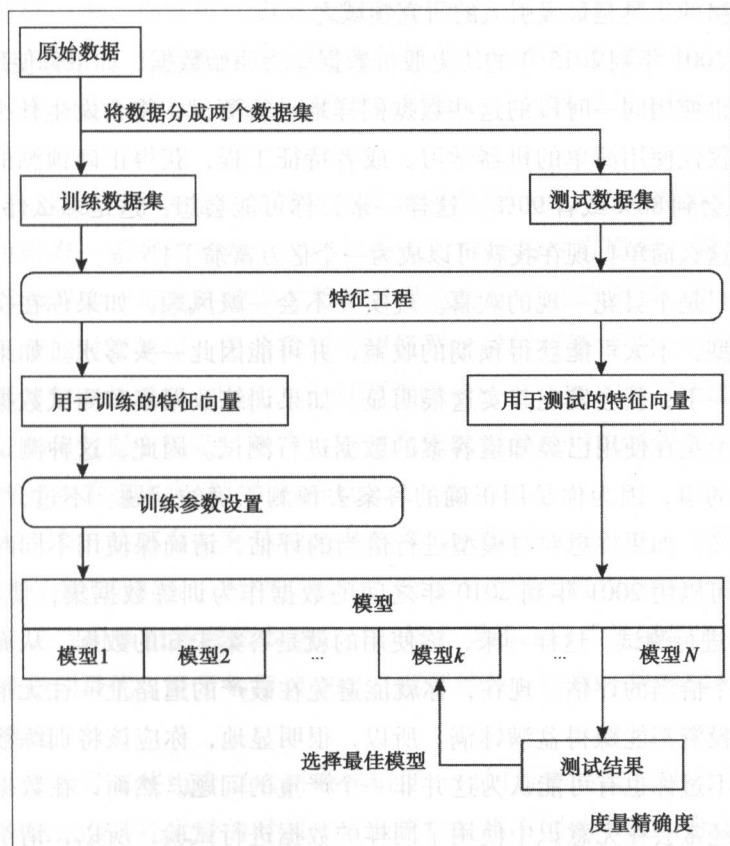 原始数据
将数据分成两个数据集
训练数据集
测试数据集
特征工程
用于训练的特征向量
用于测试的特征向量
训练参数设置
模型
模型1
模型2
...
模型k
...
模型N
选择最佳模型
测试结果
度量精确度